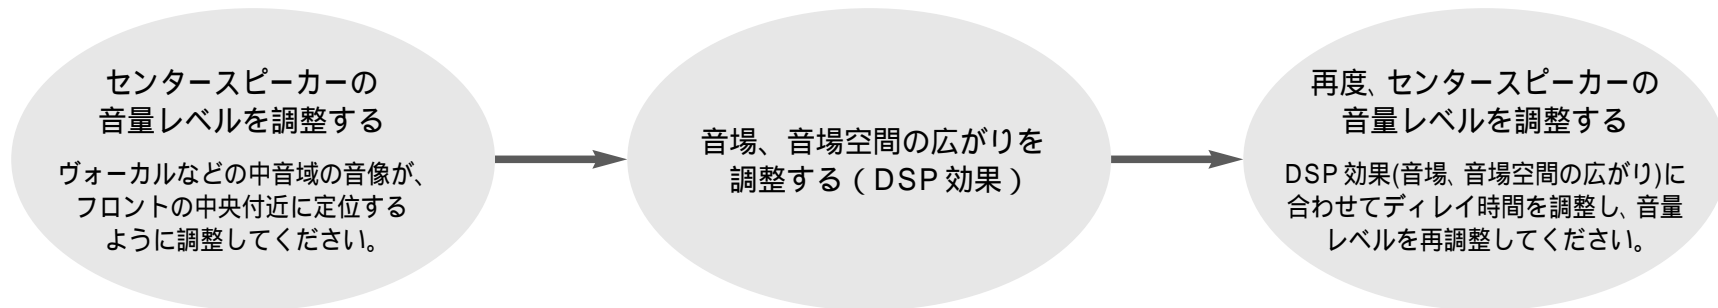 センタースピーカーの
音量レベルを調整する
ヴォーカルなどの中音域の音像が、
フロントの中央付近に定位する
ように調整してください。
音場、音場空間の広がりを
調整する（DSP 効果）
再度、センタースピーカーの
音量レベルを調整する
DSP 効果(音場、音場空間の広がり)に
合わせてディレイ時間を調整し、音量
レベルを再調整してください。